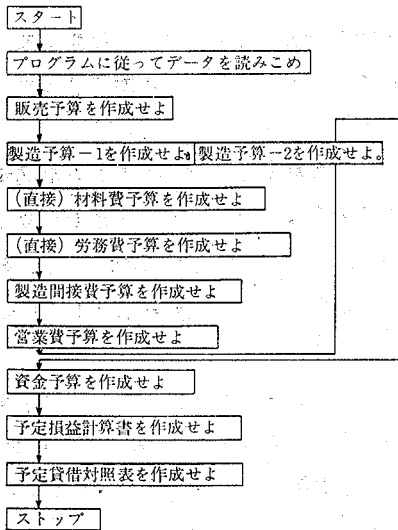 スタート
プログラムに従ってデータを読みこめ
販売予算を作成せよ
製造予算－1を作成せよ。 製造予算－2を作成せよ。
(直接) 材料費予算を作成せよ
(直接) 労務費予算を作成せよ
製造間接費予算を作成せよ
営業費予算を作成せよ
資金予算を作成せよ
予定損益計算書を作成せよ
予定貸借対照表を作成せよ
ストップ